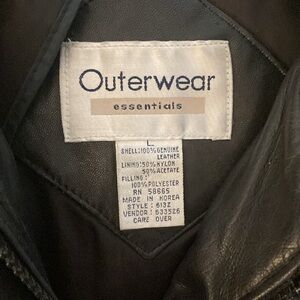 Outerwear
essentials
L
SHELL:100%GENUINE
LEATHER
LINING:50%NYLON
50%ACETATE
FILLING:
100%POLYESTER
RN 58665
MADE IN KOREA
STYLE : 613Z
VENDOR : 633526
CARE OVER